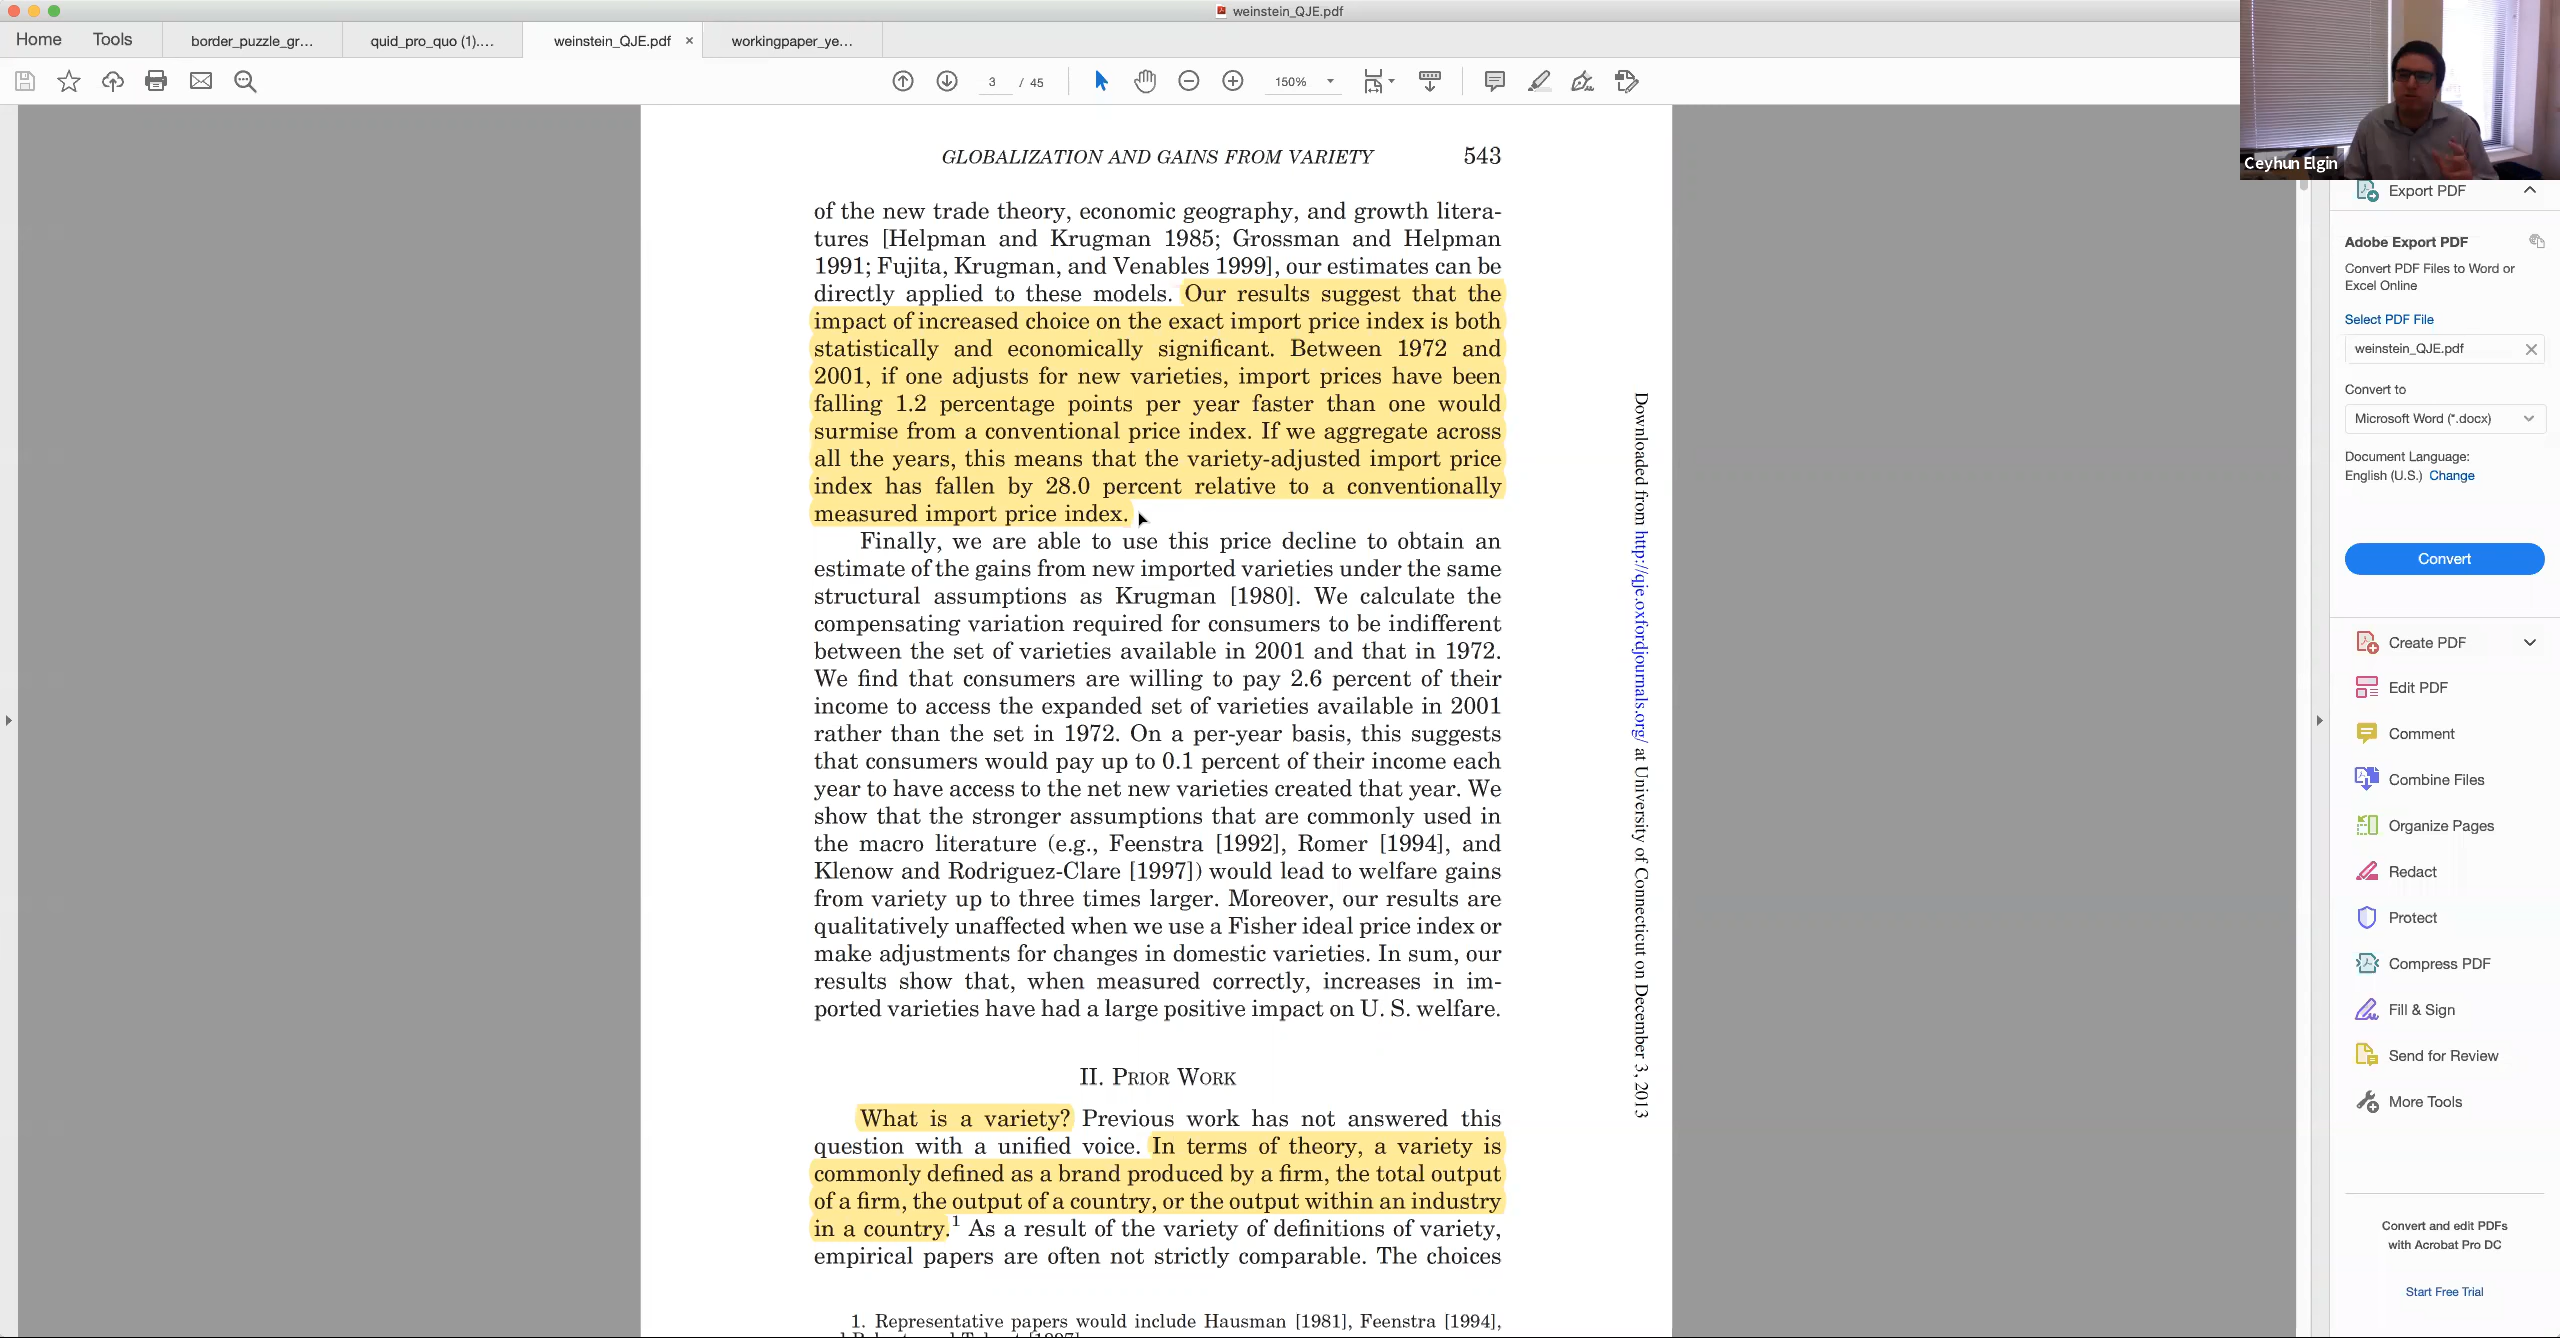 weinstein_QJE.pdf
Home
Tools
border_puzzle_gr...
quid_pro_quo (1)....
weinstein_QJE.pdf ×
workingpaper_ye...
3 / 45
150%
Ceyhun Elgin
GLOBALIZATION AND GAINS FROM VARIETY 543
of the new trade theory, economic geography, and growth litera-
tures [Helpman and Krugman 1985; Grossman and Helpman
1991; Fujita, Krugman, and Venables 1999], our estimates can be
directly applied to these models. Our results suggest that the
impact of increased choice on the exact import price index is both
statistically and economically significant. Between 1972 and
2001, if one adjusts for new varieties, import prices have been
falling 1.2 percentage points per year faster than one would
surmise from a conventional price index. If we aggregate across
all the years, this means that the variety-adjusted import price
index has fallen by 28.0 percent relative to a conventionally
measured import price index.
Finally, we are able to use this price decline to obtain an
estimate of the gains from new imported varieties under the same
structural assumptions as Krugman [1980]. We calculate the
compensating variation required for consumers to be indifferent
between the set of varieties available in 2001 and that in 1972.
We find that consumers are willing to pay 2.6 percent of their
income to access the expanded set of varieties available in 2001
rather than the set in 1972. On a per-year basis, this suggests
that consumers would pay up to 0.1 percent of their income each
year to have access to the net new varieties created that year. We
show that the stronger assumptions that are commonly used in
the macro literature (e.g., Feenstra [1992], Romer [1994], and
Klenow and Rodriguez-Clare [1997]) would lead to welfare gains
from variety up to three times larger. Moreover, our results are
qualitatively unaffected when we use a Fisher ideal price index or
make adjustments for changes in domestic varieties. In sum, our
results show that, when measured correctly, increases in im-
ported varieties have had a large positive impact on U. S. welfare.
II. PRIOR WORK
What is a variety? Previous work has not answered this
question with a unified voice. In terms of theory, a variety is
commonly defined as a brand produced by a firm, the total output
of a firm, the output of a country, or the output within an industry
in a country.1 As a result of the variety of definitions of variety,
empirical papers are often not strictly comparable. The choices
1. Representative papers would include Hausman [1981], Feenstra [1994],
Downloaded from http://qje.oxfordjournals.org/ at University of Connecticut on December 3, 2013
Export PDF
Adobe Export PDF
Convert PDF Files to Word or
Excel Online
Select PDF File
weinstein_QJE.pdf
Convert to
Microsoft Word (*.docx)
Document Language:
English (U.S.) Change
Convert
Create PDF
Edit PDF
Comment
Combine Files
Organize Pages
Redact
Protect
Compress PDF
Fill & Sign
Send for Review
More Tools
Convert and edit PDFs
with Acrobat Pro DC
Start Free Trial